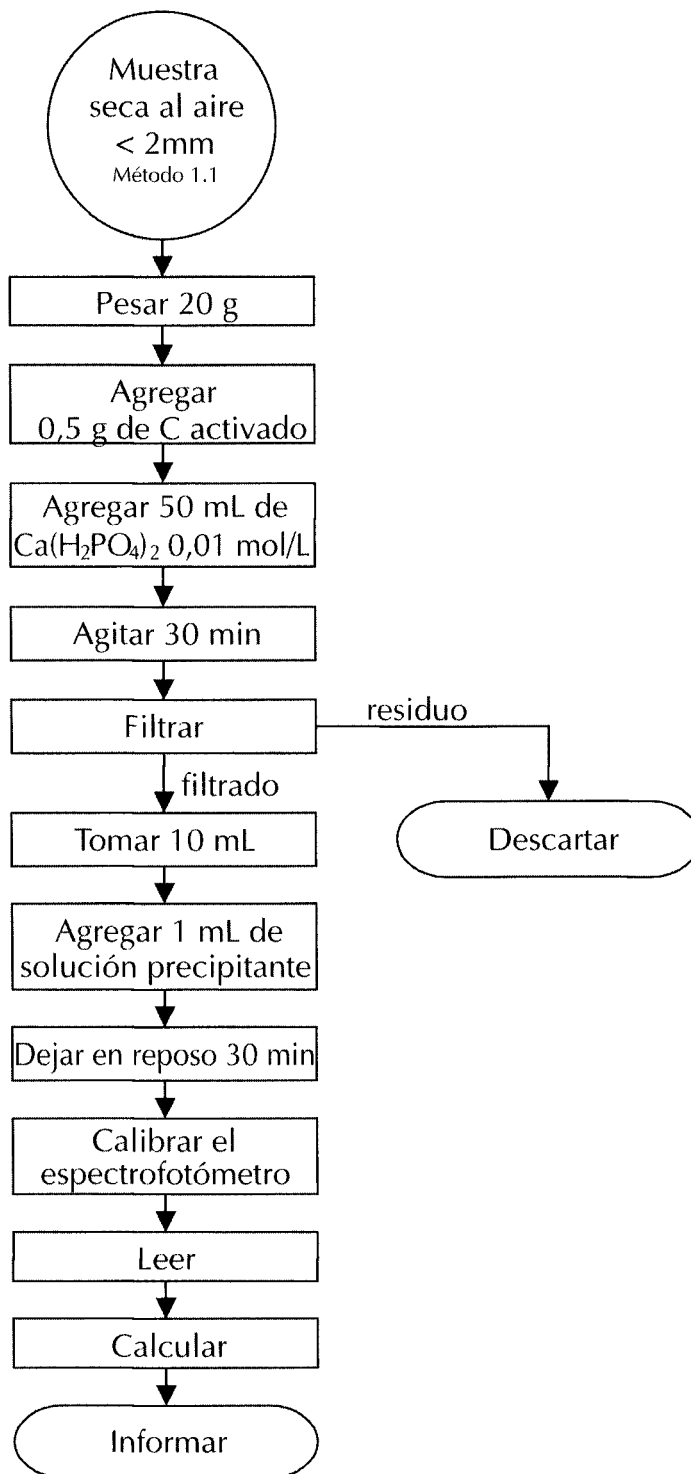 Muestra
seca al aire
< 2mm
Método 1.1
Pesar 20 g
Agregar
0,5 g de C activado
Agregar 50 mL de
Ca(H₂PO₄)₂ 0,01 mol/L
Agitar 30 min
Filtrar
residuo
filtrado
Descartar
Tomar 10 mL
Agregar 1 mL de
solución precipitante
Dejar en reposo 30 min
Calibrar el
espectrofotómetro
Leer
Calcular
Informar